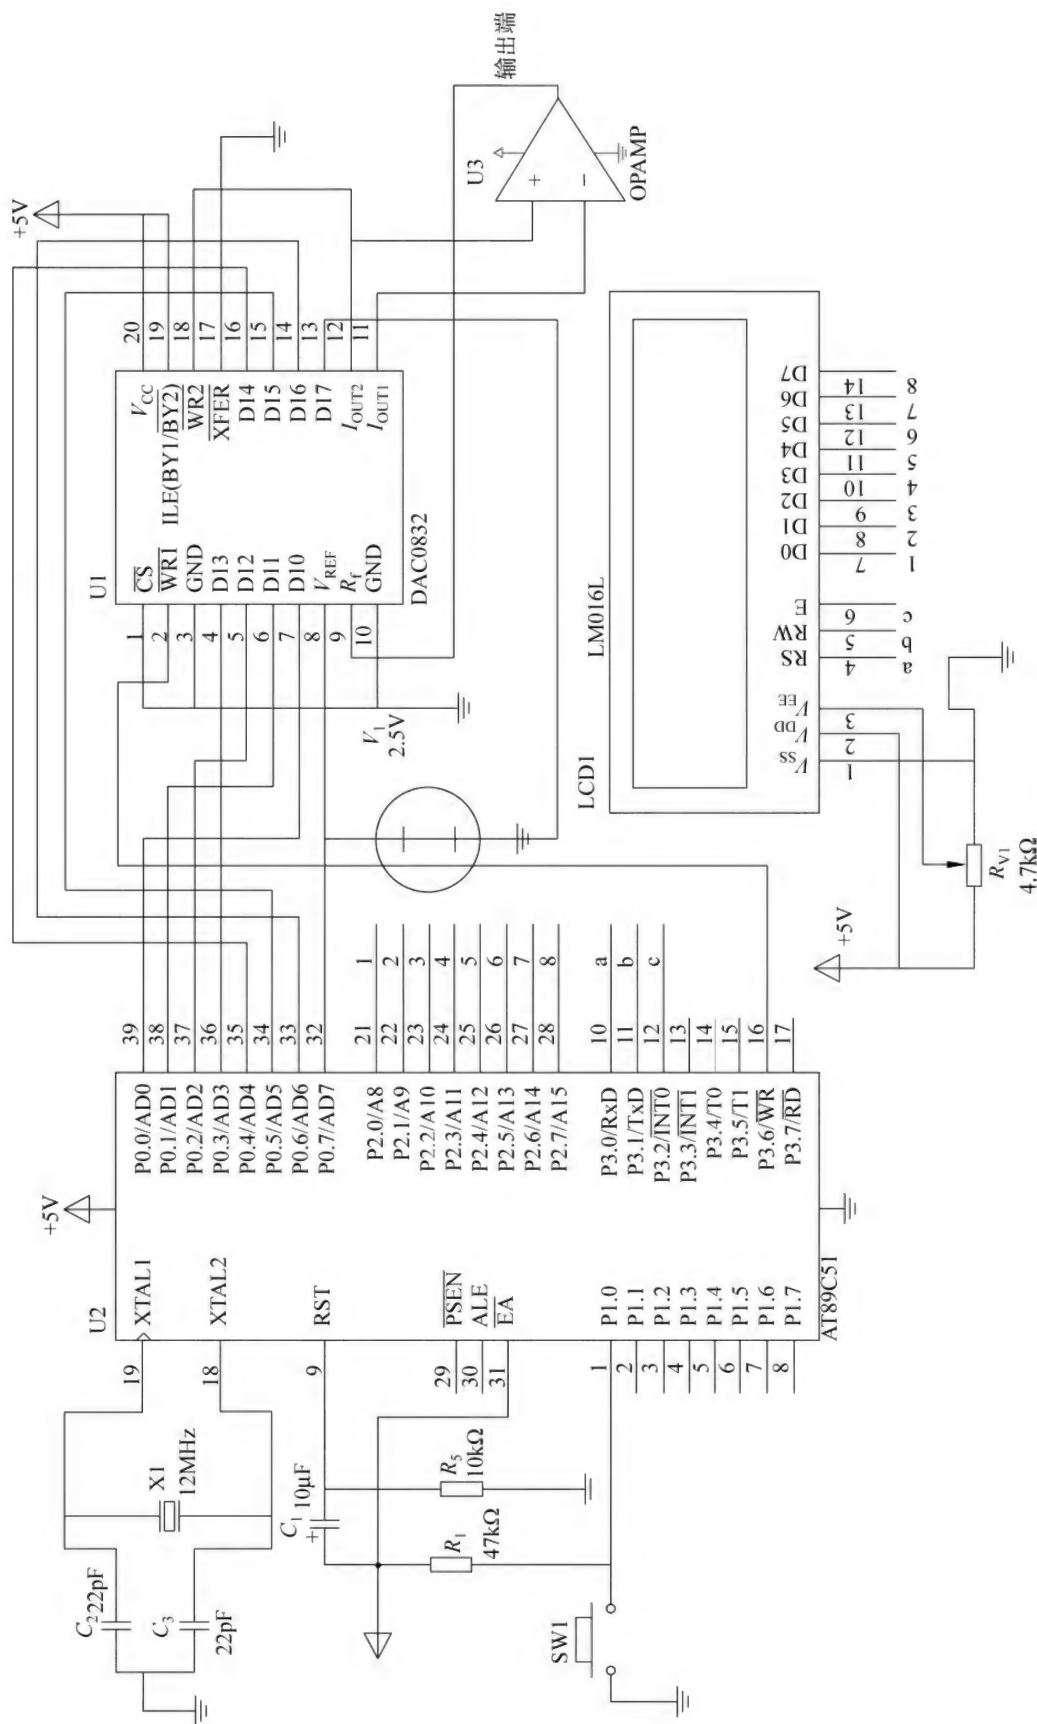 C₂ 22pF
C₃
22pF
X1
12MHz
C₁
+
10μF
R₅
10kΩ
R₁
47kΩ
SW1
U2
+5V
19
XTAL1
18
XTAL2
9
RST
29
PSEN
30
ALE
31
EA
1
P1.0
2
P1.1
3
P1.2
4
P1.3
5
P1.4
6
P1.5
7
P1.6
8
P1.7
AT89C51
P0.0/AD0
39
P0.1/AD1
38
P0.2/AD2
37
P0.3/AD3
36
P0.4/AD4
35
P0.5/AD5
34
P0.6/AD6
33
P0.7/AD7
32
P2.0/A8
21
1
P2.1/A9
22
2
P2.2/A10
23
3
P2.3/A11
24
4
P2.4/A12
25
5
P2.5/A13
26
6
P2.6/A14
27
7
P2.7/A15
28
8
P3.0/RxD
10
a
P3.1/TxD
11
b
P3.2/INT0
12
c
P3.3/INT1
13
P3.4/T0
14
P3.5/T1
15
P3.6/WR
16
P3.7/RD
17
V₁
2.5V
U1
1
CS
2
WR1
3
GND
4
D13
5
D12
6
D11
7
D10
8
V_REF
9
R_f
10
GND
DAC0832
V_CC
20
ILE(BY1/BY2)
19
WR2
18
XFER
17
D14
16
D15
15
D16
14
D17
13
I_OUT2
12
I_OUT1
11
+5V
U3
+
−
OPAMP
输出端
LCD1
LM016L
V_SS
1
V_DD
2
V_EE
3
RS
4
a
RW
5
b
E
6
c
D0
7
1
D1
8
2
D2
9
3
D3
10
4
D4
11
5
D5
12
6
D6
13
7
D7
14
8
+5V
R_V1
4.7kΩ